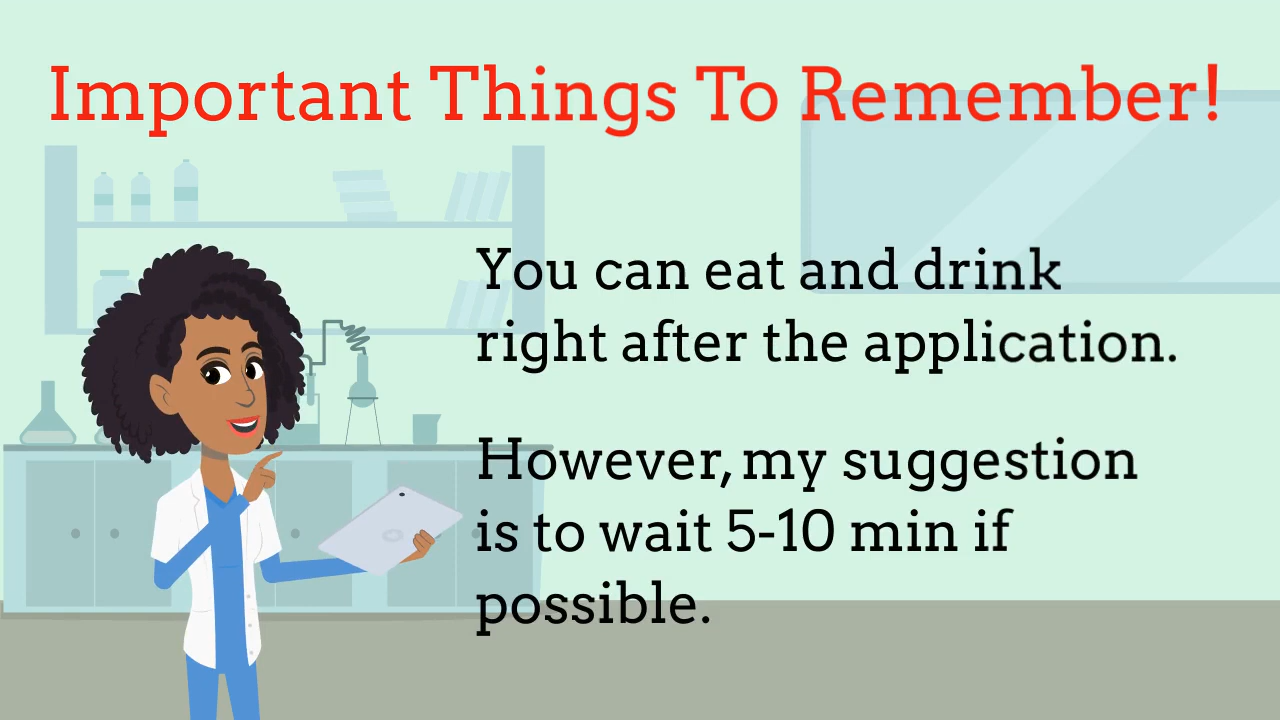 Important Things To Remember!
You can eat and drink
right after the application.
However, my suggestion
is to wait 5-10 min if
possible.